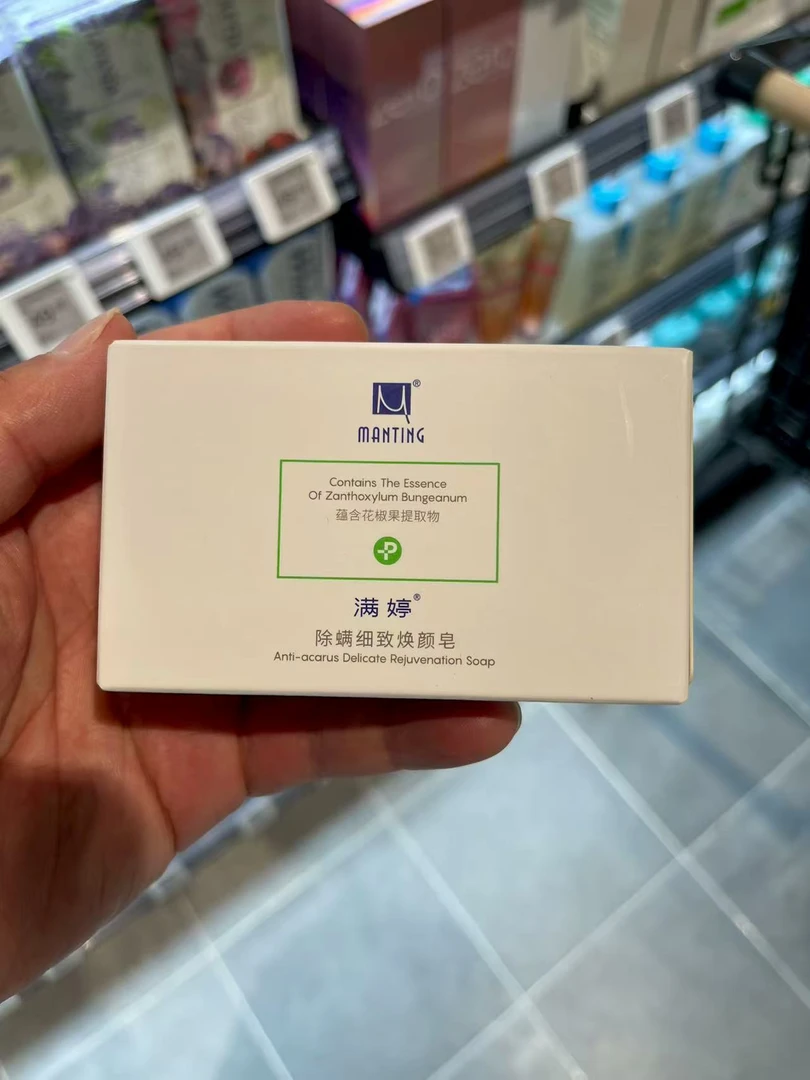 MANTING
Contains The Essence
Of Zanthoxylum Bungeanum
蕴含花椒果提取物
满婷®
除螨细致焕颜皂
Anti-acarus Delicate Rejuvenation Soap